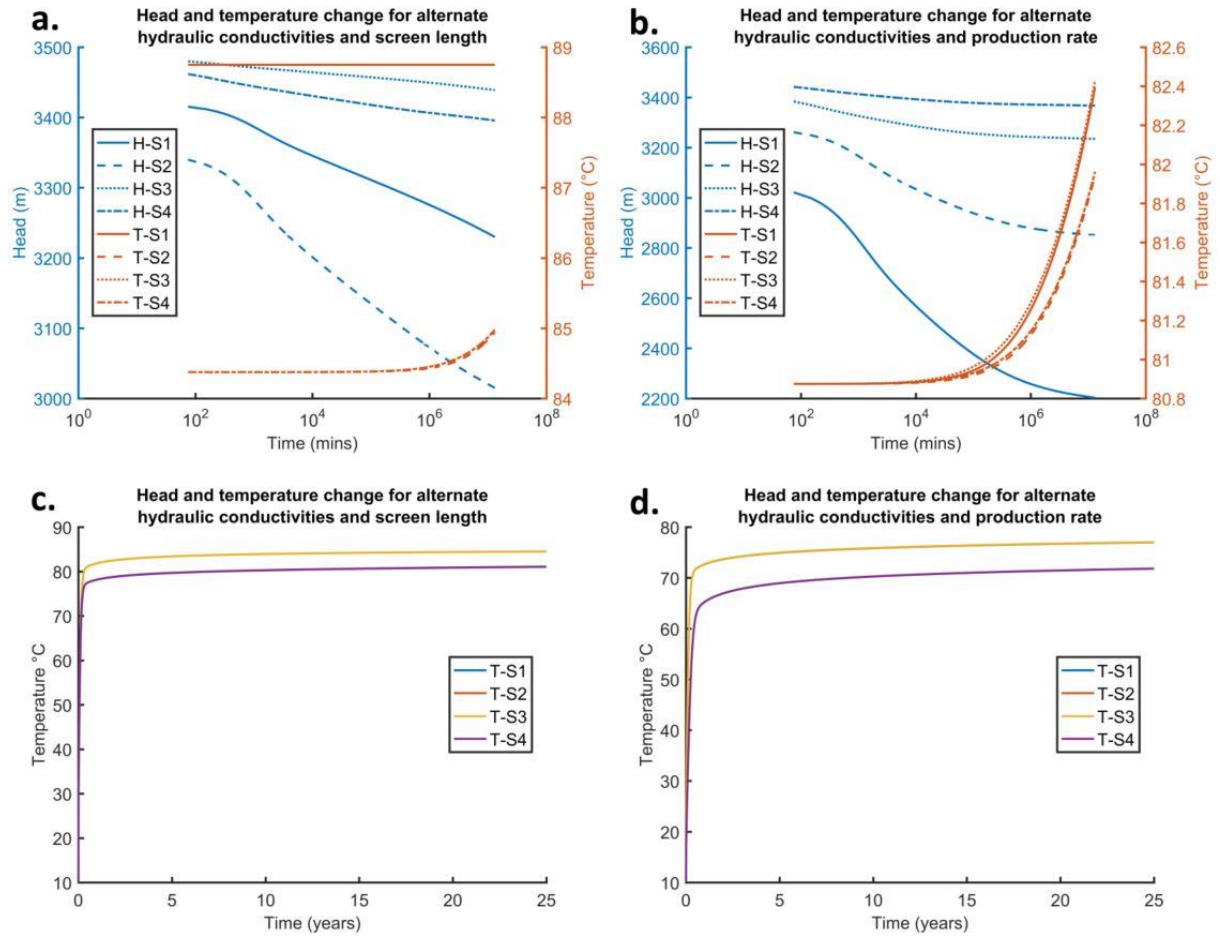 a.
Head and temperature change for alternate
hydraulic conductivities and screen length
3500
3400
3300
3200
3100
3000
Head (m)
89
88
87
86
85
84
Temperature (°C)
H-S1
H-S2
H-S3
H-S4
T-S1
T-S2
T-S3
T-S4
10^0 10^2 10^4 10^6 10^8
Time (mins)
b.
Head and temperature change for alternate
hydraulic conductivities and production rate
3600
3400
3200
3000
2800
2600
2400
2200
Head (m)
82.6
82.4
82.2
82
81.8
81.6
81.4
81.2
81
80.8
Temperature (°C)
H-S1
H-S2
H-S3
H-S4
T-S1
T-S2
T-S3
T-S4
10^0 10^2 10^4 10^6 10^8
Time (mins)
c.
Head and temperature change for alternate
hydraulic conductivities and screen length
90
80
70
60
50
40
30
20
10
Temperature °C
T-S1
T-S2
T-S3
T-S4
0 5 10 15 20 25
Time (years)
d.
Head and temperature change for alternate
hydraulic conductivities and production rate
80
70
60
50
40
30
20
10
Temperature °C
T-S1
T-S2
T-S3
T-S4
0 5 10 15 20 25
Time (years)